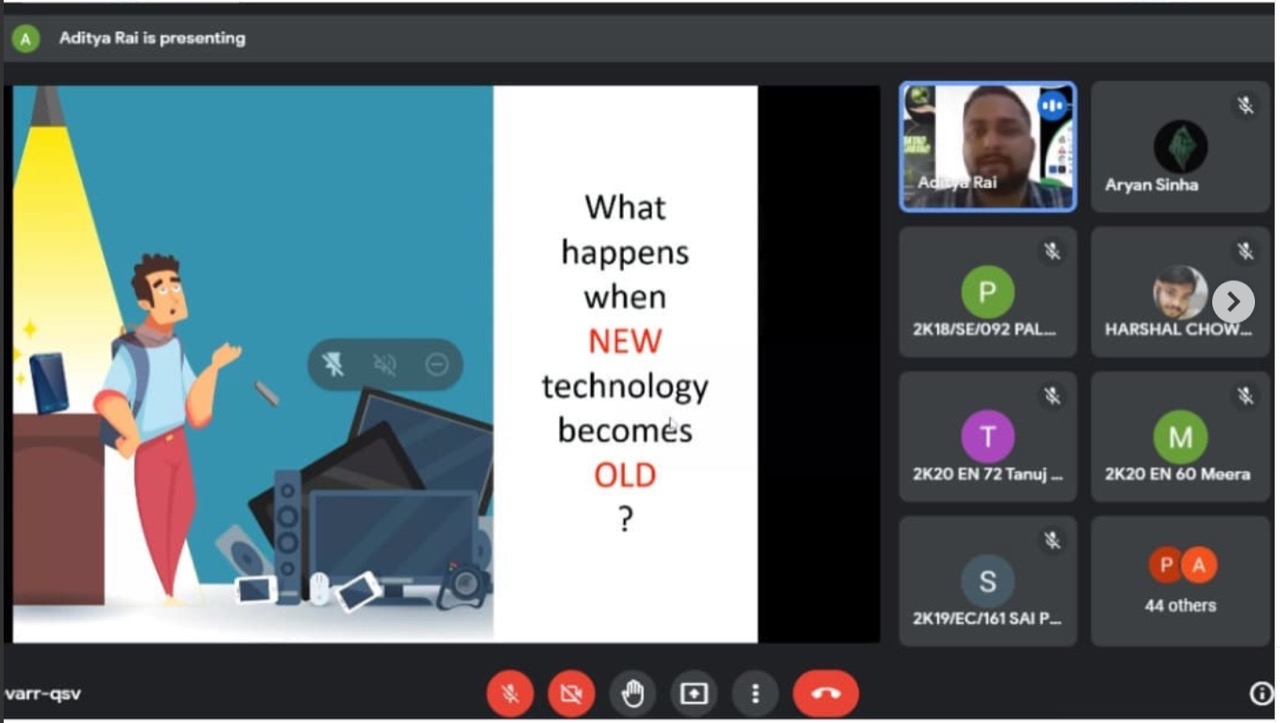 A
Aditya Rai is presenting
What
happens
when
NEW
technology
becomes
OLD
?
Aditya Rai
Aryan Sinha
P
2K18/SE/092 PAL...
HARSHAL CHOW...
T
2K20 EN 72 Tanuj ...
M
2K20 EN 60 Meera
S
2K19/EC/161 SAI P...
P A
44 others
varr-qsv